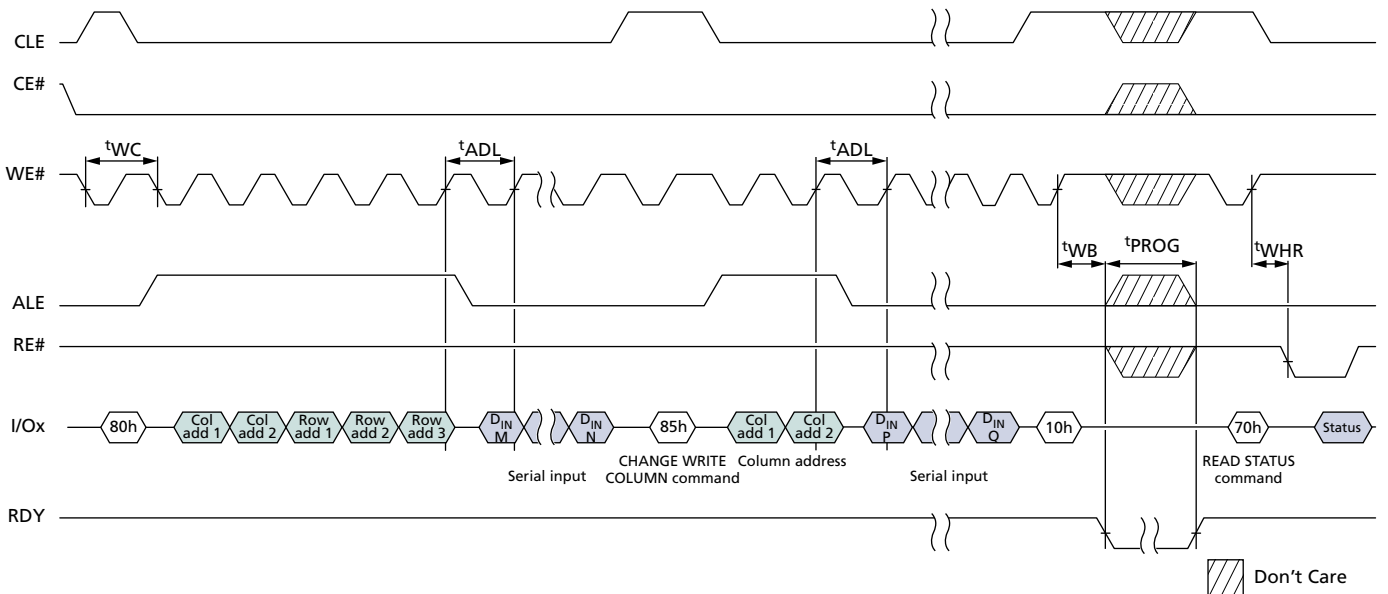 CLE
CE#
tWC
tADL
tADL
WE#
tWB
tPROG
tWHR
ALE
RE#
I/Ox
80h
Col add 1
Col add 2
Row add 1
Row add 2
Row add 3
DIN M
DIN N
85h
Col add 1
Col add 2
DIN P
DIN Q
10h
70h
Status
Serial input
CHANGE WRITE
COLUMN command
Column address
Serial input
READ STATUS
command
RDY
Don't Care